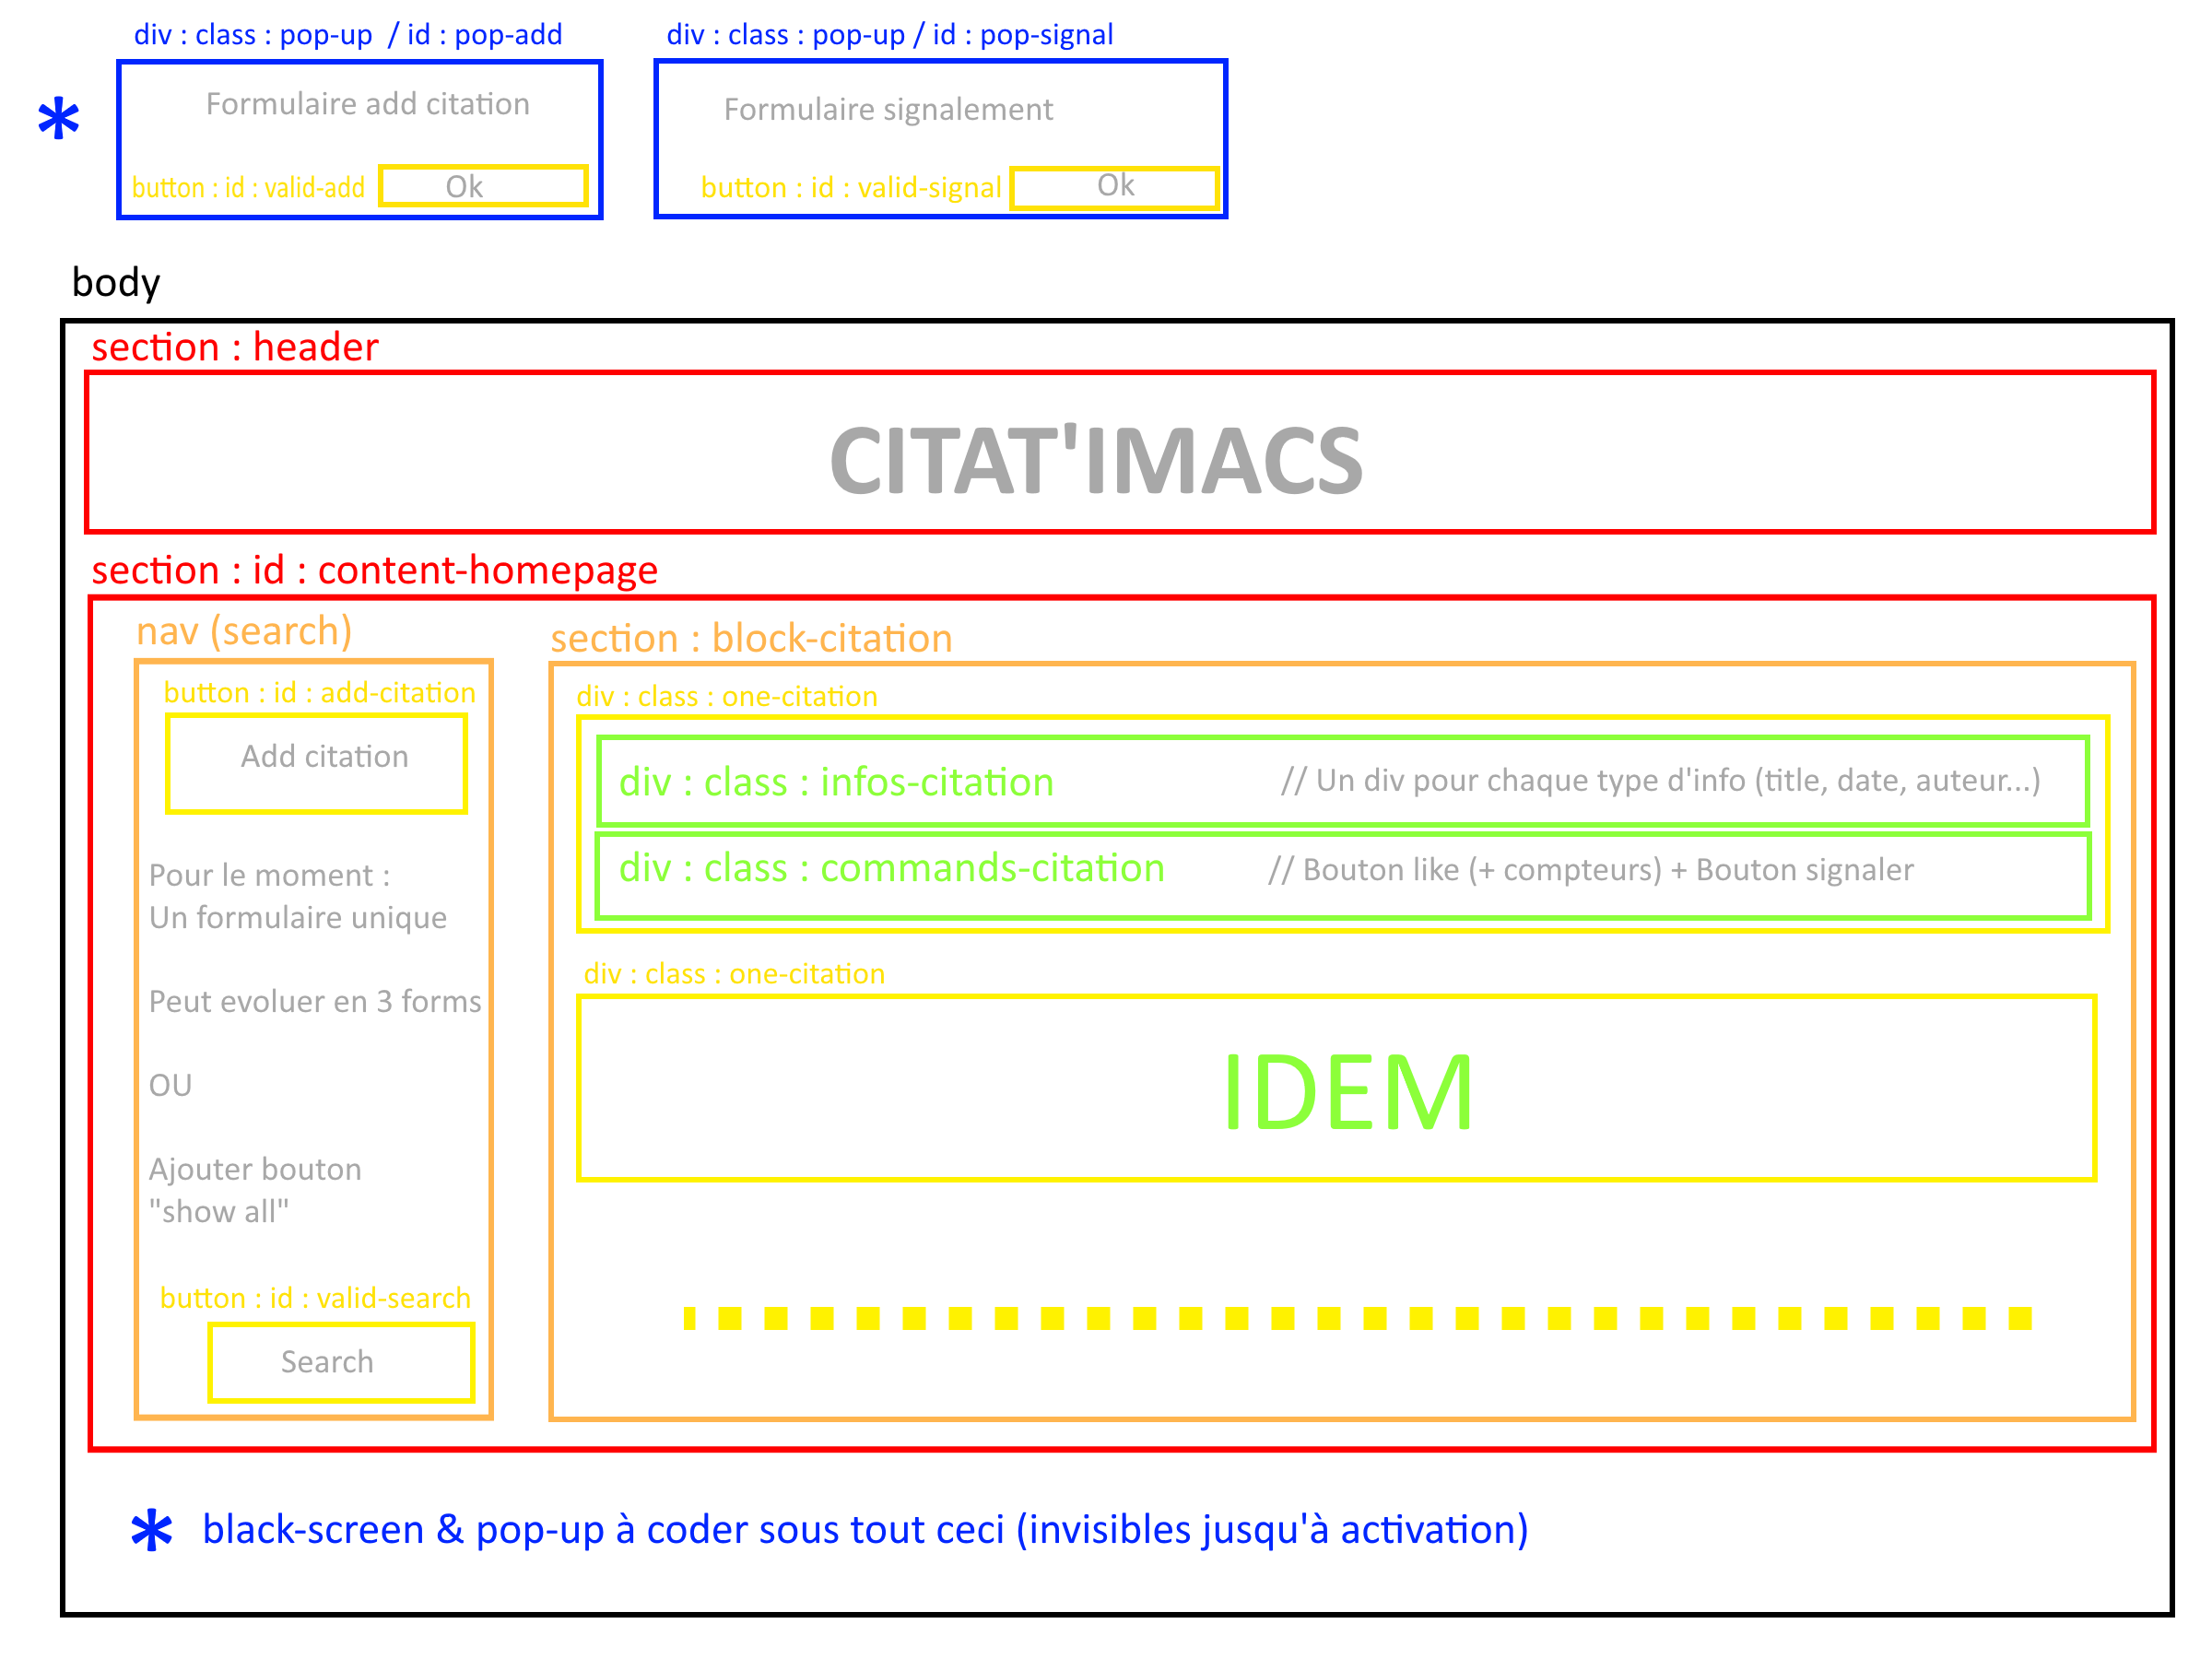 div : class : pop-up / id : pop-add
div : class : pop-up / id : pop-signal
*
Formulaire add citation
button : id : valid-add
Ok
Formulaire signalement
button : id : valid-signal
Ok
body
section : header
CITAT'IMACS
section : id : content-homepage
nav (search)
button : id : add-citation
Add citation
Pour le moment :
Un formulaire unique
Peut evoluer en 3 forms
OU
Ajouter bouton
"show all"
button : id : valid-search
Search
section : block-citation
div : class : one-citation
div : class : infos-citation
// Un div pour chaque type d'info (title, date, auteur...)
div : class : commands-citation
// Bouton like (+ compteurs) + Bouton signaler
div : class : one-citation
IDEM
* black-screen & pop-up à coder sous tout ceci (invisibles jusqu'à activation)